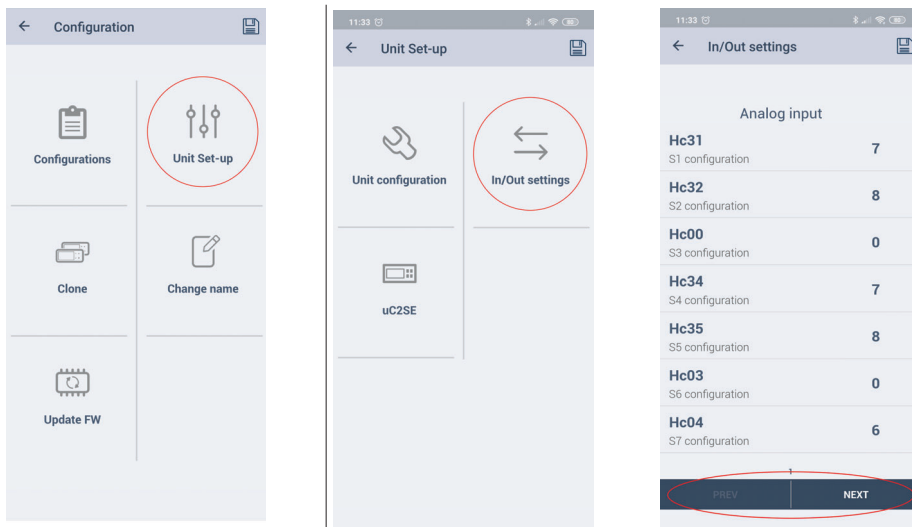 Configuration
Configurations
Unit Set-up
Clone
Change name
Update FW
11:33
80
Unit Set-up
Unit configuration
In/Out settings
uC2SE
11:33
80
In/Out settings
Analog input
Hc31
S1 configuration
7
Hc32
S2 configuration
8
Hc00
S3 configuration
0
Hc34
S4 configuration
7
Hc35
S5 configuration
8
Hc03
S6 configuration
0
Hc04
S7 configuration
6
1
PREV
NEXT